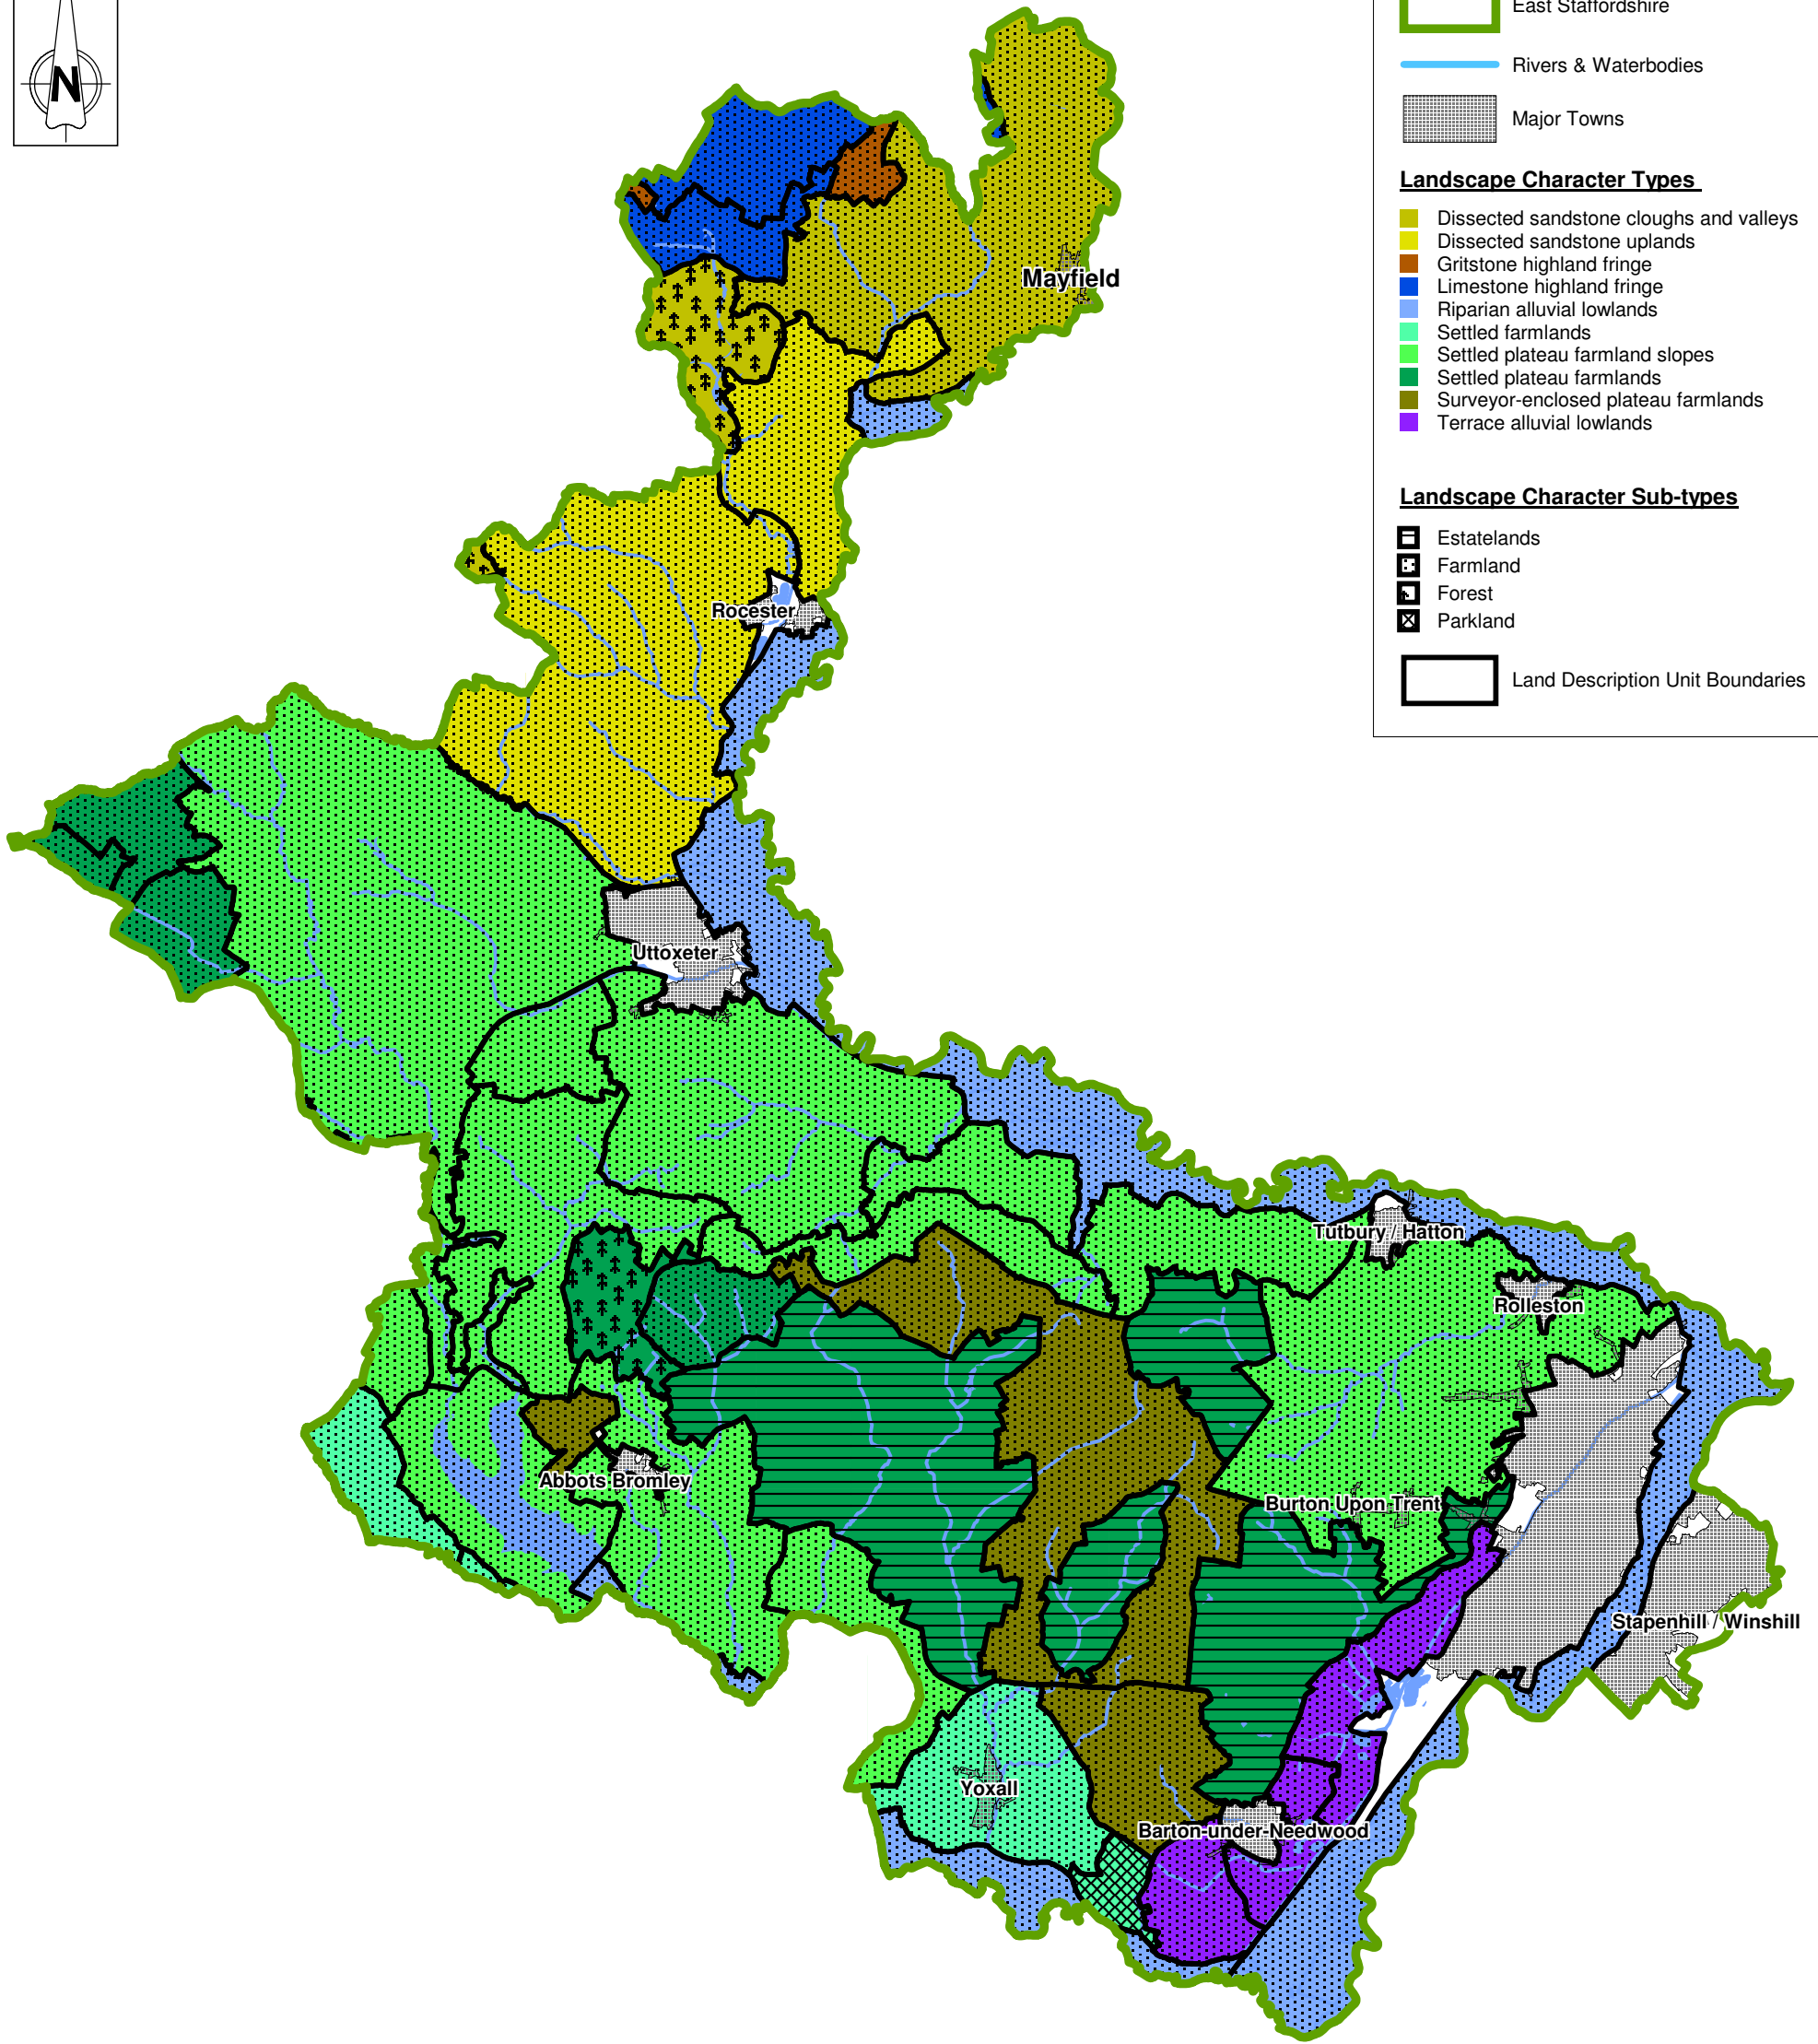 N
East Staffordshire
Rivers & Waterbodies
Major Towns
Landscape Character Types
Dissected sandstone cloughs and valleys
Dissected sandstone uplands
Gritstone highland fringe
Limestone highland fringe
Riparian alluvial lowlands
Settled farmlands
Settled plateau farmland slopes
Settled plateau farmlands
Surveyor-enclosed plateau farmlands
Terrace alluvial lowlands
Landscape Character Sub-types
Estatelands
Farmland
Forest
Parkland
Land Description Unit Boundaries
Mayfield
Rocester
Uttoxeter
Tutbury / Hatton
Rolleston
Abbots Bromley
Burton Upon Trent
Stapenhill / Winshill
Yoxall
Barton-under-Needwood